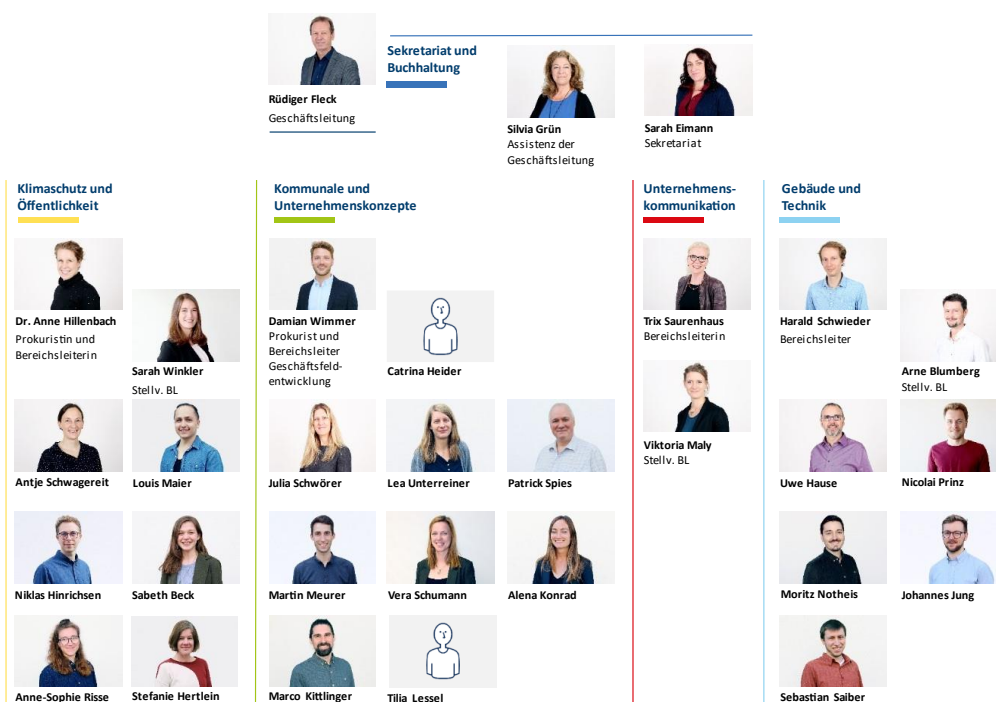 Sekretariat und
Buchhaltung
Rüdiger Fleck
Geschäftsleitung
Silvia Grün
Assistenz der
Geschäftsleitung
Sarah Eimann
Sekretariat
Klimaschutz und
Öffentlichkeit
Dr. Anne Hillenbach
Prokuristin und
Bereichsleiterin
Sarah Winkler
Stellv. BL
Antje Schwagereit
Louis Maier
Niklas Hinrichsen
Sabeth Beck
Anne-Sophie Risse
Stefanie Hertlein
Kommunale und
Unternehmenskonzepte
Damian Wimmer
Prokurist und
Bereichsleiter
Geschäftsfeld-
entwicklung
Catrina Heider
Julia Schwörer
Lea Unterreiner
Patrick Spies
Martin Meurer
Vera Schumann
Alena Konrad
Marco Kittlinger
Tilia Lessel
Unternehmens-
kommunikation
Trix Saurenhaus
Bereichsleiterin
Viktoria Maly
Stellv. BL
Gebäude und
Technik
Harald Schwieder
Bereichsleiter
Arne Blumberg
Stellv. BL
Uwe Hause
Nicolai Prinz
Moritz Notheis
Johannes Jung
Sebastian Saiber